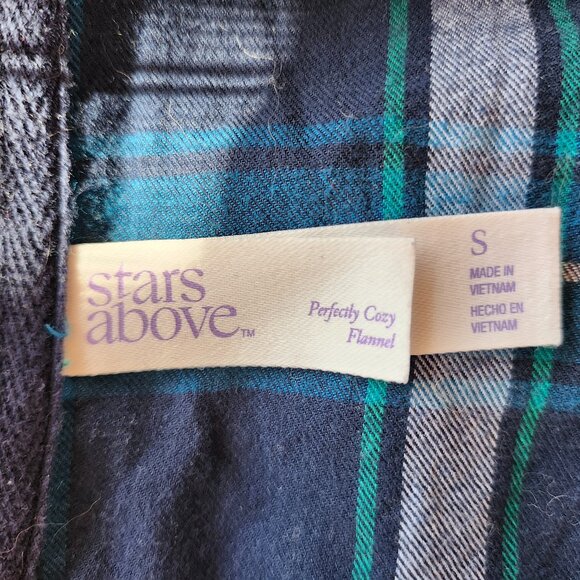 stars
above™
Perfectly Cozy
Flannel
S
MADE IN
VIETNAM
HECHO EN
VIETNAM